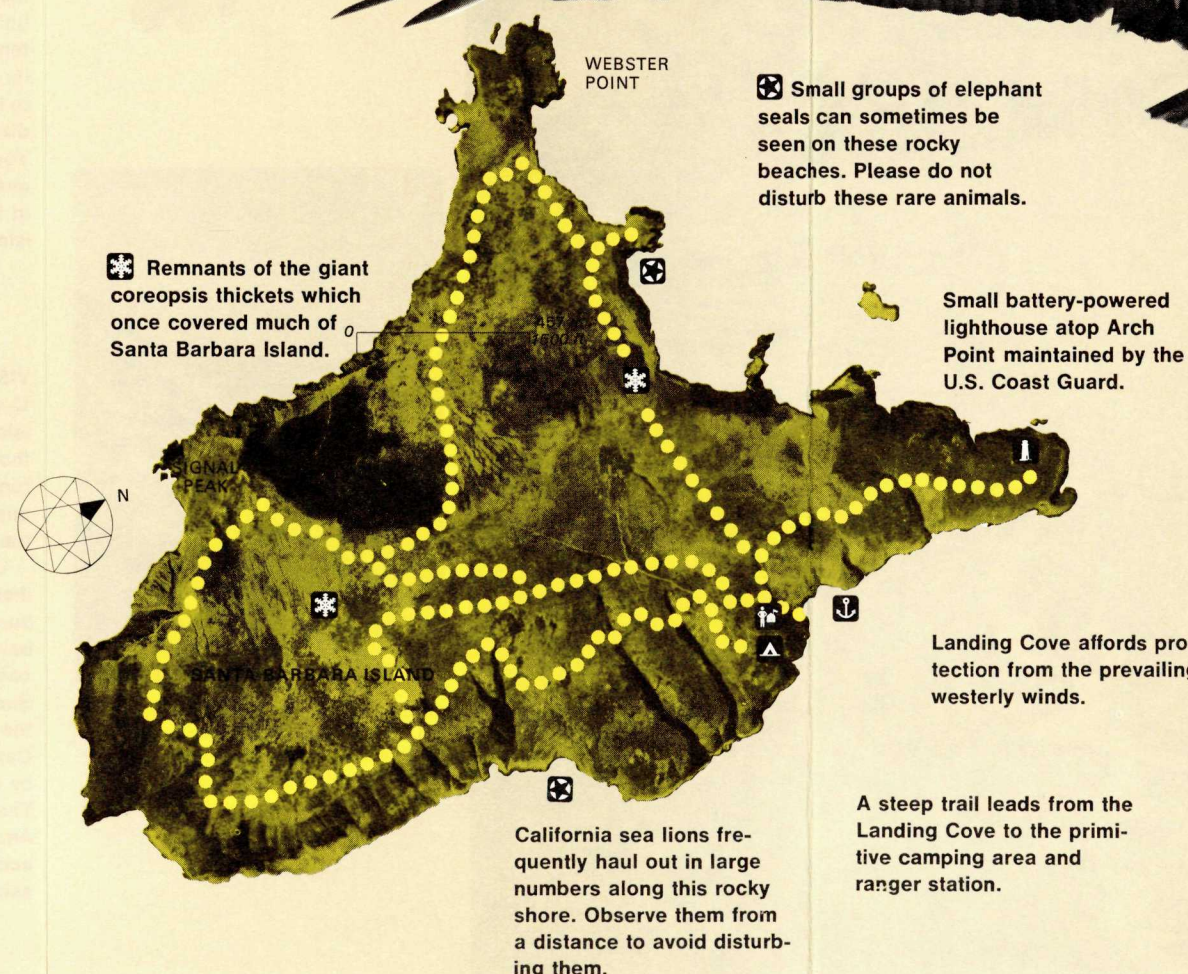 WEBSTER
POINT
Small groups of elephant
seals can sometimes be
seen on these rocky
beaches. Please do not
disturb these rare animals.
Remnants of the giant
coreopsis thickets which
once covered much of
Santa Barbara Island.
0
457
1500 ft
Small battery-powered
lighthouse atop Arch
Point maintained by the
U.S. Coast Guard.
SIGNAL
PEAK
N
SANTA BARBARA ISLAND
Landing Cove affords pro-
tection from the prevailing
westerly winds.
A steep trail leads from the
Landing Cove to the primi-
tive camping area and
ranger station.
California sea lions fre-
quently haul out in large
numbers along this rocky
shore. Observe them from
a distance to avoid disturb-
ing them.